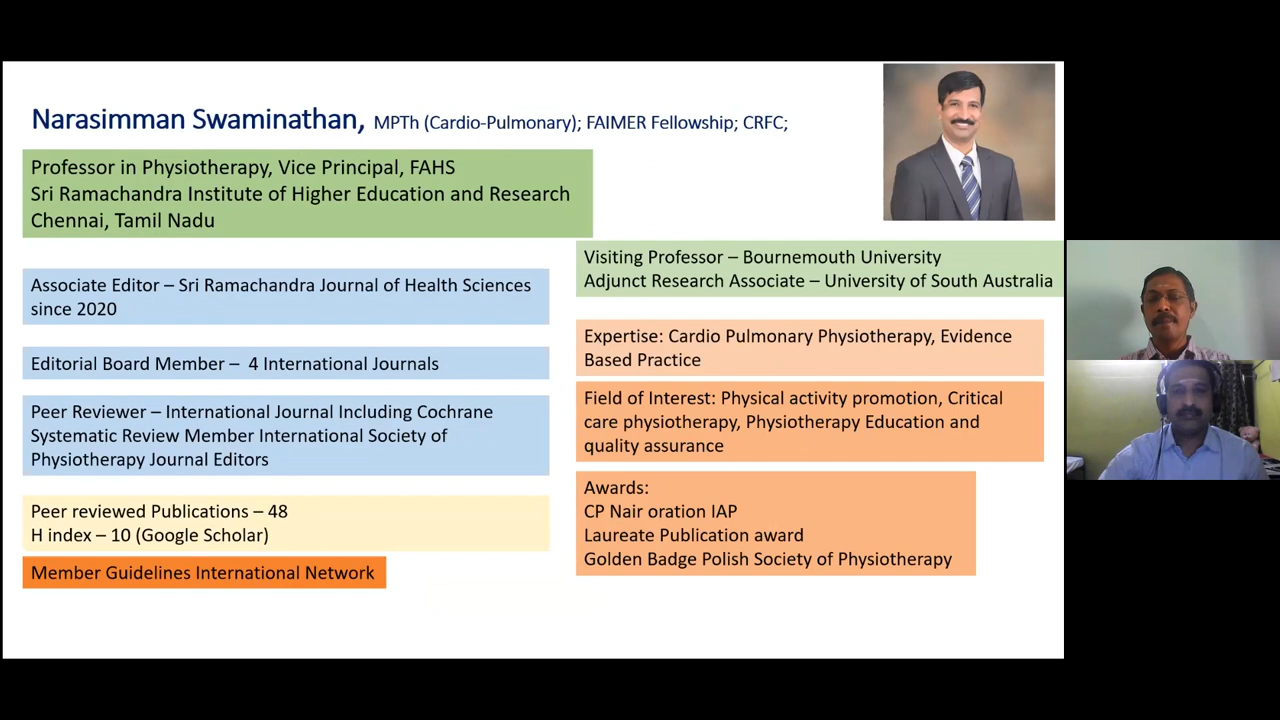 Narasimman Swaminathan, MPTh (Cardio-Pulmonary); FAIMER Fellowship; CRFC;
Professor in Physiotherapy, Vice Principal, FAHS
Sri Ramachandra Institute of Higher Education and Research
Chennai, Tamil Nadu
Associate Editor – Sri Ramachandra Journal of Health Sciences
since 2020
Editorial Board Member –  4 International Journals
Peer Reviewer – International Journal Including Cochrane
Systematic Review Member International Society of
Physiotherapy Journal Editors
Peer reviewed Publications – 48
H index – 10 (Google Scholar)
Member Guidelines International Network
Visiting Professor – Bournemouth University
Adjunct Research Associate – University of South Australia
Expertise: Cardio Pulmonary Physiotherapy, Evidence
Based Practice
Field of Interest: Physical activity promotion, Critical
care physiotherapy, Physiotherapy Education and
quality assurance
Awards:
CP Nair oration IAP
Laureate Publication award
Golden Badge Polish Society of Physiotherapy